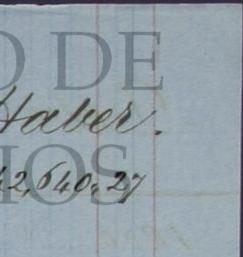 O DE
Haber.
IOS
42,640,27